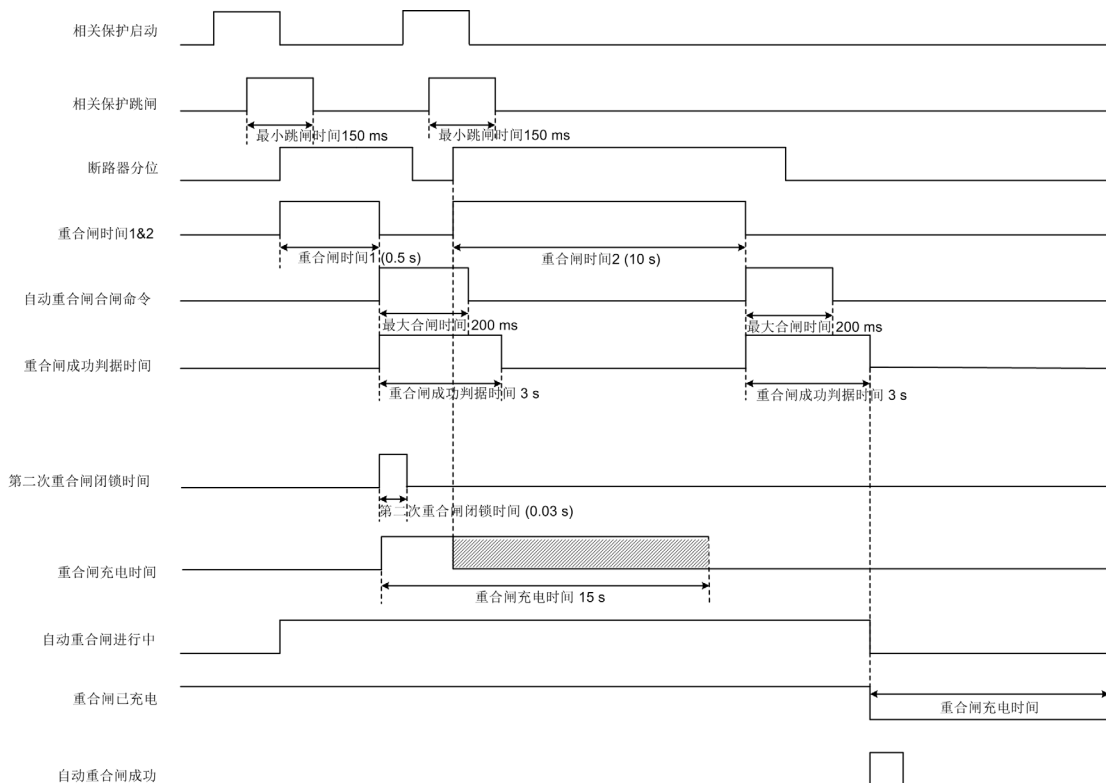 相关保护启动
相关保护跳闸
最小跳闸时间150 ms
最小跳闸时间150 ms
断路器分位
重合闸时间1&2
重合闸时间1 (0.5 s)
重合闸时间2 (10 s)
自动重合闸合闸命令
最大合闸时间 200 ms
最大合闸时间 200 ms
重合闸成功判据时间
重合闸成功判据时间 3 s
重合闸成功判据时间 3 s
第二次重合闸闭锁时间
第二次重合闸闭锁时间 (0.03 s)
重合闸充电时间
重合闸充电时间 15 s
自动重合闸进行中
重合闸已充电
重合闸充电时间
自动重合闸成功